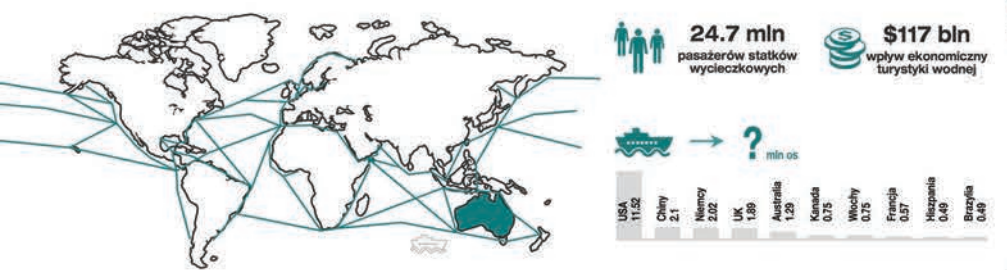 24.7 mln
pasażerów statków
wycieczkowych
$117 bln
wpływ ekonomiczny
turystyki wodnej
?
mln os
USA
11.52
Chiny
2.1
Niemcy
2.02
UK
1.89
Australia
1.29
Kanada
0.75
Włochy
0.75
Francja
0.57
Hiszpania
0.49
Brazylia
0.49